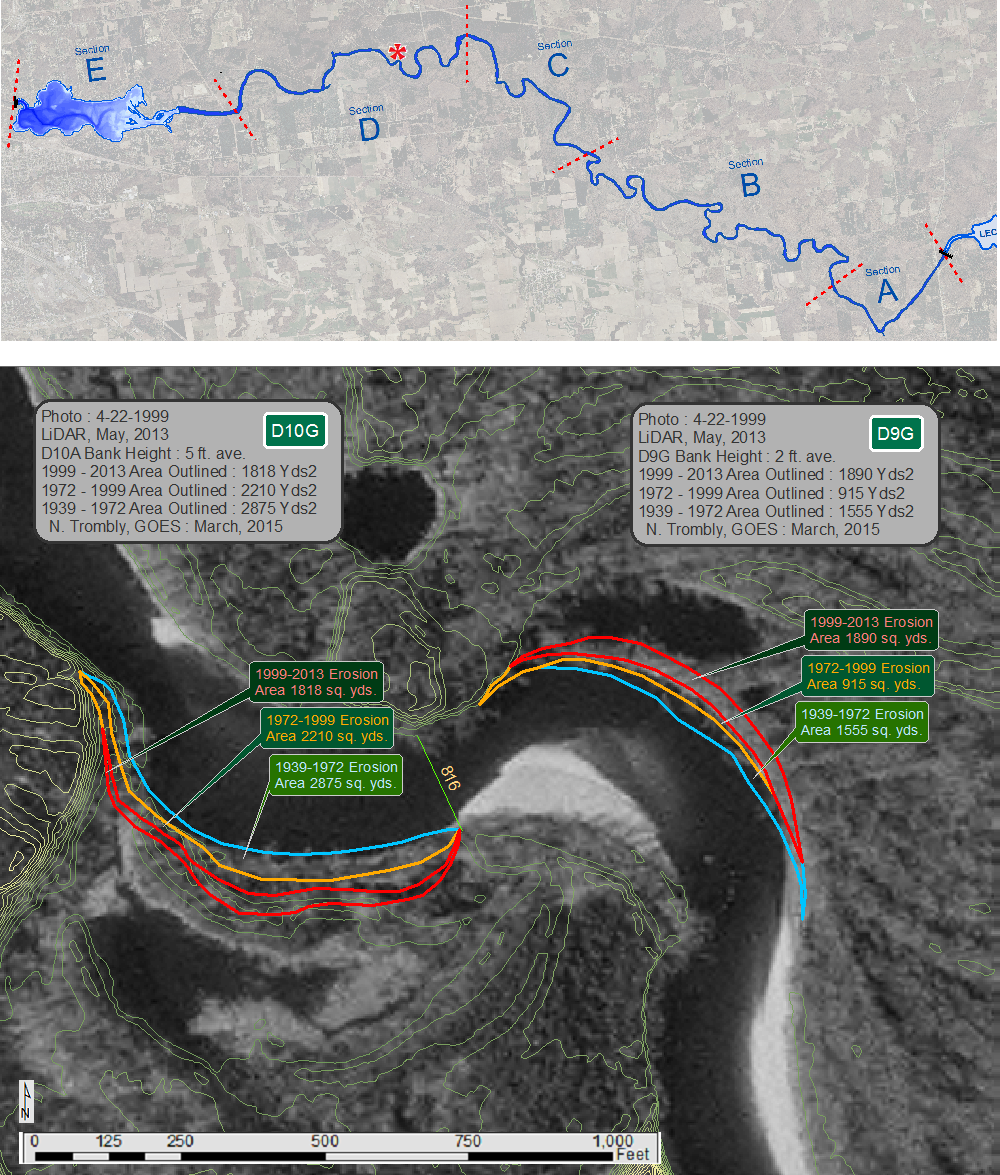 Section
E
Section
D
Section
C
Section
B
Section
A
LEC
Photo : 4-22-1999
LiDAR, May, 2013
D10A Bank Height : 5 ft. ave.
1999 - 2013 Area Outlined : 1818 Yds2
1972 - 1999 Area Outlined : 2210 Yds2
1939 - 1972 Area Outlined : 2875 Yds2
N. Trombly, GOES : March, 2015
D10G
Photo : 4-22-1999
LiDAR, May, 2013
D9G Bank Height : 2 ft. ave.
1999 - 2013 Area Outlined : 1890 Yds2
1972 - 1999 Area Outlined : 915 Yds2
1939 - 1972 Area Outlined : 1555 Yds2
N. Trombly, GOES : March, 2015
D9G
1999-2013 Erosion
Area 1818 sq. yds.
1972-1999 Erosion
Area 2210 sq. yds.
1939-1972 Erosion
Area 2875 sq. yds.
816
1999-2013 Erosion
Area 1890 sq. yds.
1972-1999 Erosion
Area 915 sq. yds.
1939-1972 Erosion
Area 1555 sq. yds.
N
0 125 250 500 750 1,000
Feet